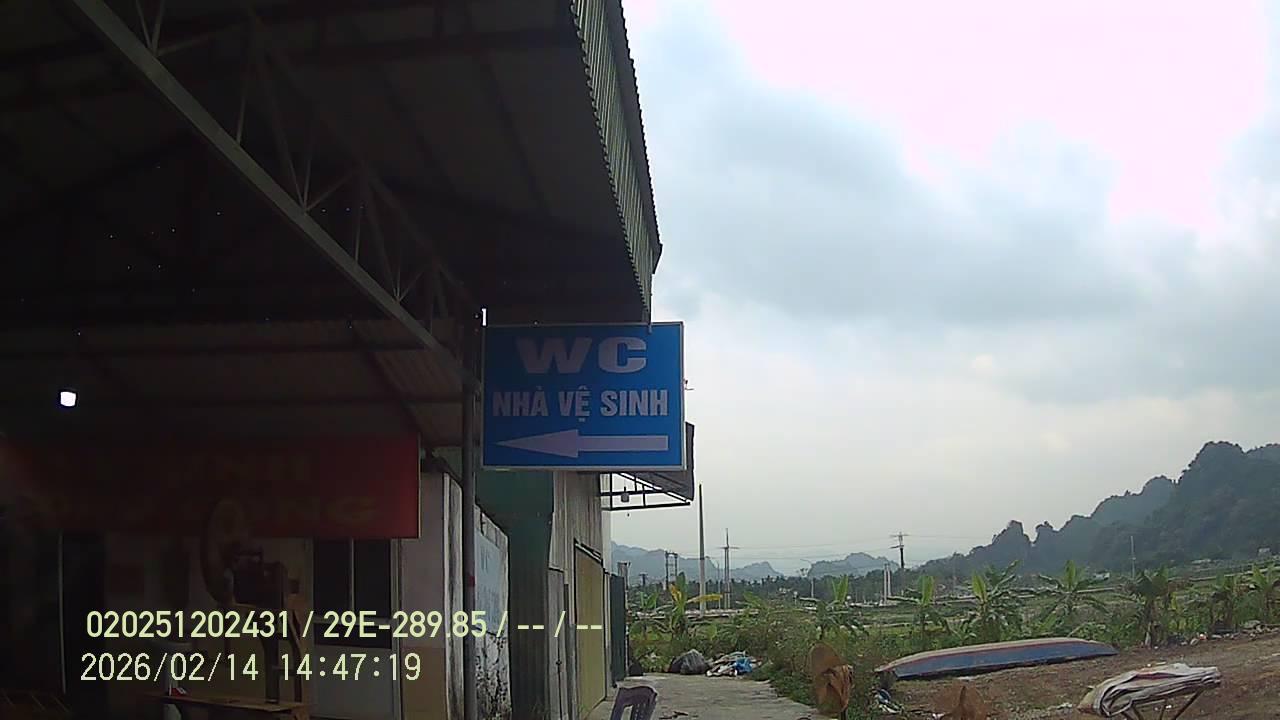 WC
NHÀ VỆ SINH
020251202431 / 29E-289.85 / -- / --
2026/02/14 14:47:19